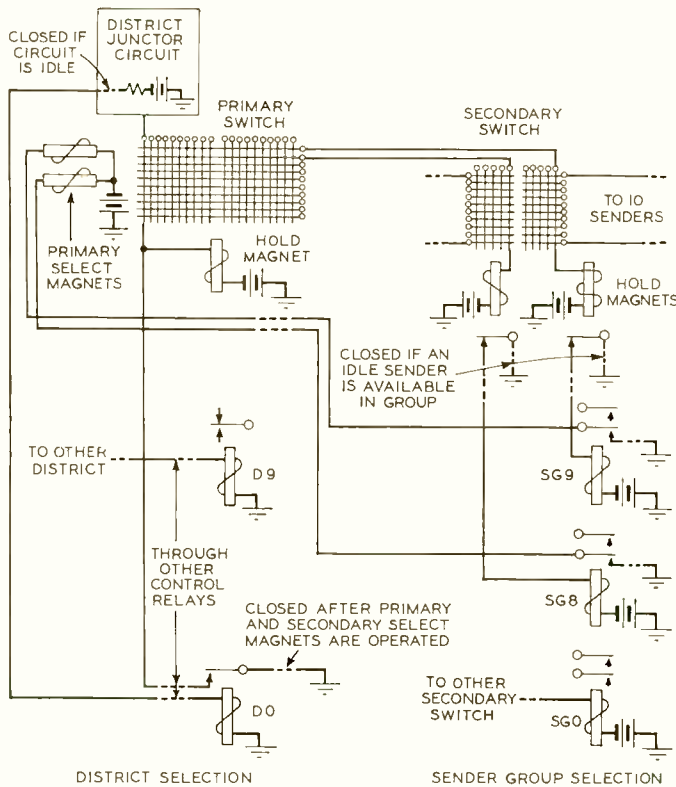 DISTRICT
JUNCTOR
CIRCUIT
CLOSED IF
CIRCUIT
IS IDLE
PRIMARY
SWITCH
SECONDARY
SWITCH
TO 10
SENDERS
PRIMARY
SELECT
MAGNETS
HOLD
MAGNET
HOLD
MAGNETS
CLOSED IF AN
IDLE SENDER
IS AVAILABLE
IN GROUP
TO OTHER
DISTRICT
D9
SG9
THROUGH
OTHER
CONTROL
RELAYS
CLOSED AFTER PRIMARY
AND SECONDARY SELECT
MAGNETS ARE OPERATED
SG8
TO OTHER
SECONDARY
SWITCH
D0
SG0
DISTRICT SELECTION
SENDER GROUP SELECTION